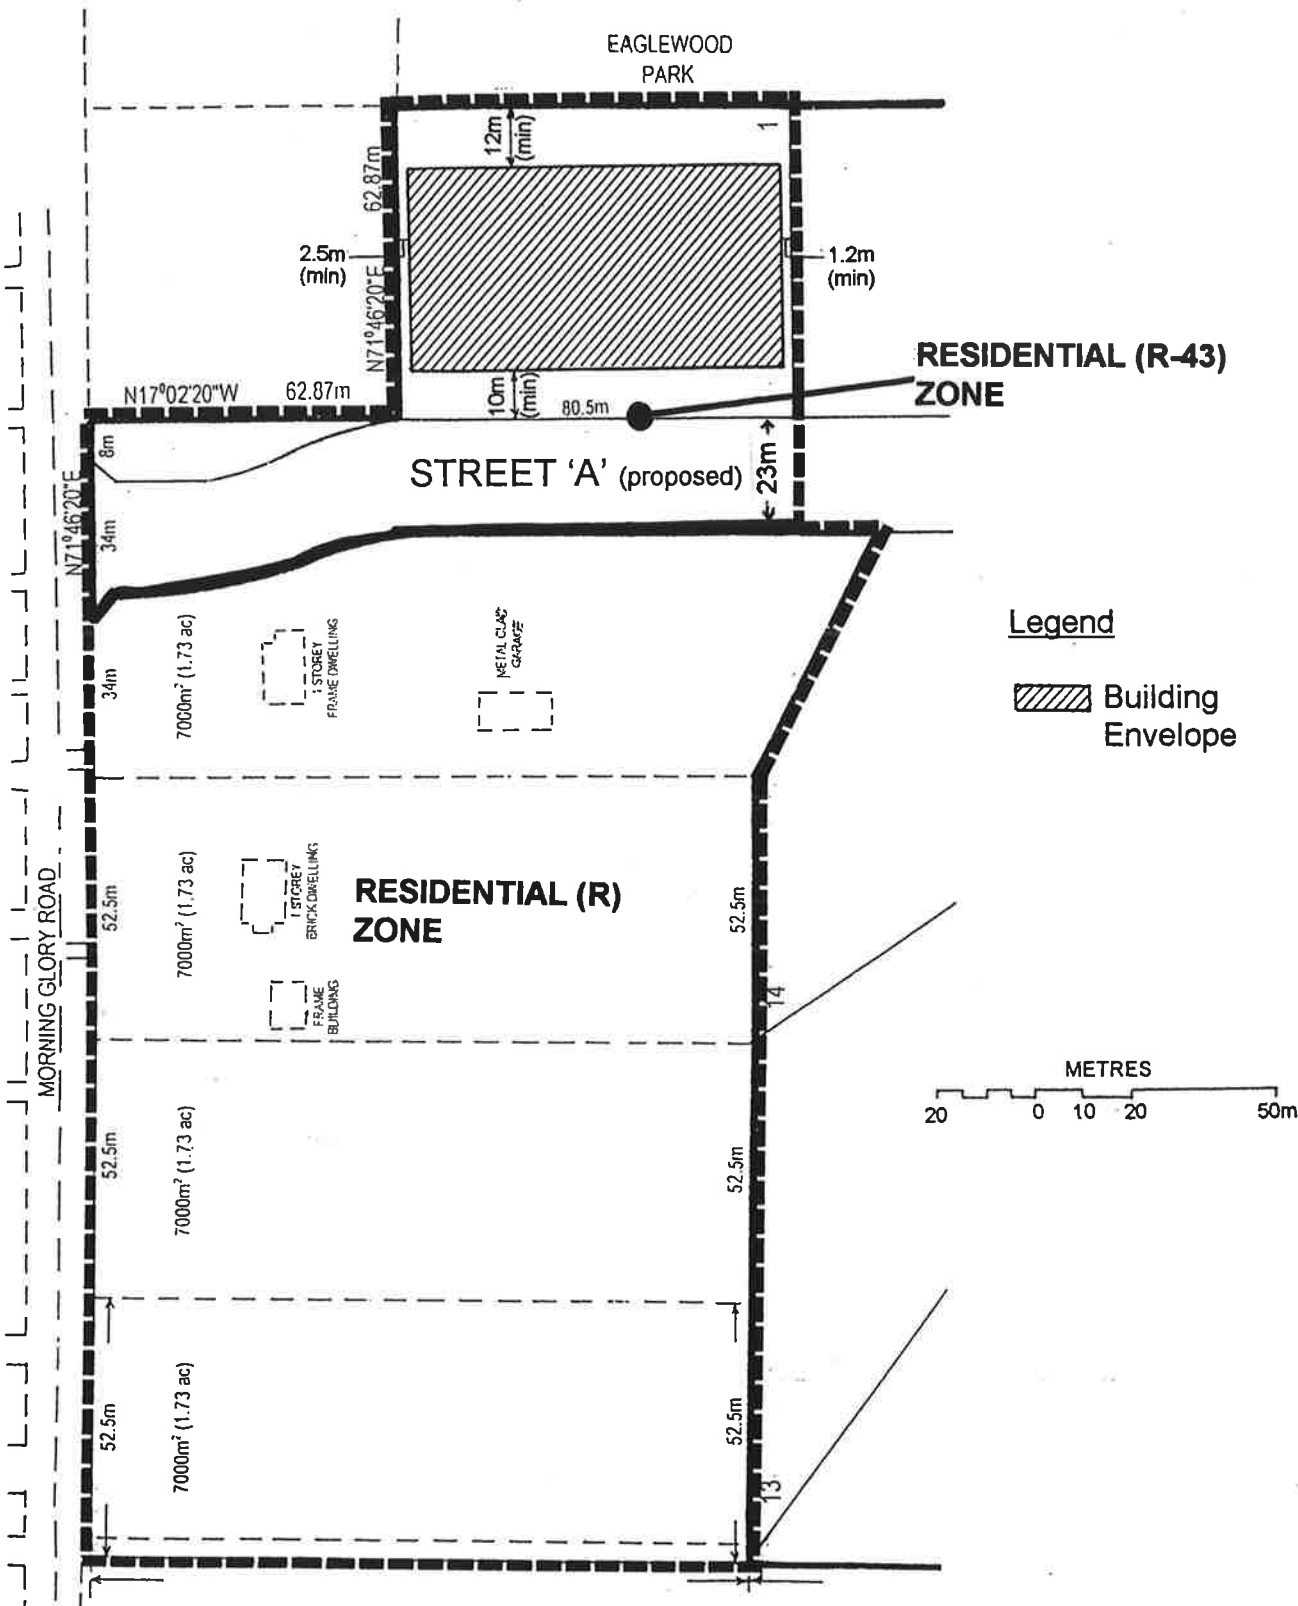 EAGLEWOOD
PARK
12m
(min)
1
62.87m
N71°46'20"E
2.5m
(min)
1.2m
(min)
RESIDENTIAL (R-43)
ZONE
N17°02'20"W 62.87m
10m
(min)
80.5m
8m
STREET 'A' (proposed)
23m
N71°46'20"E
34m
34m
7000m² (1.73 ac)
1 STOREY
FRAME DWELLING
METAL CLAD
GARAGE
Legend
Building
Envelope
MORNING GLORY ROAD
52.5m
7000m² (1.73 ac)
1 STOREY
BRICK DWELLING
FRAME
BUILDING
RESIDENTIAL (R)
ZONE
52.5m
14
METRES
20 0 10 20 50m
52.5m
7000m² (1.73 ac)
52.5m
52.5m
7000m² (1.73 ac)
52.5m
13